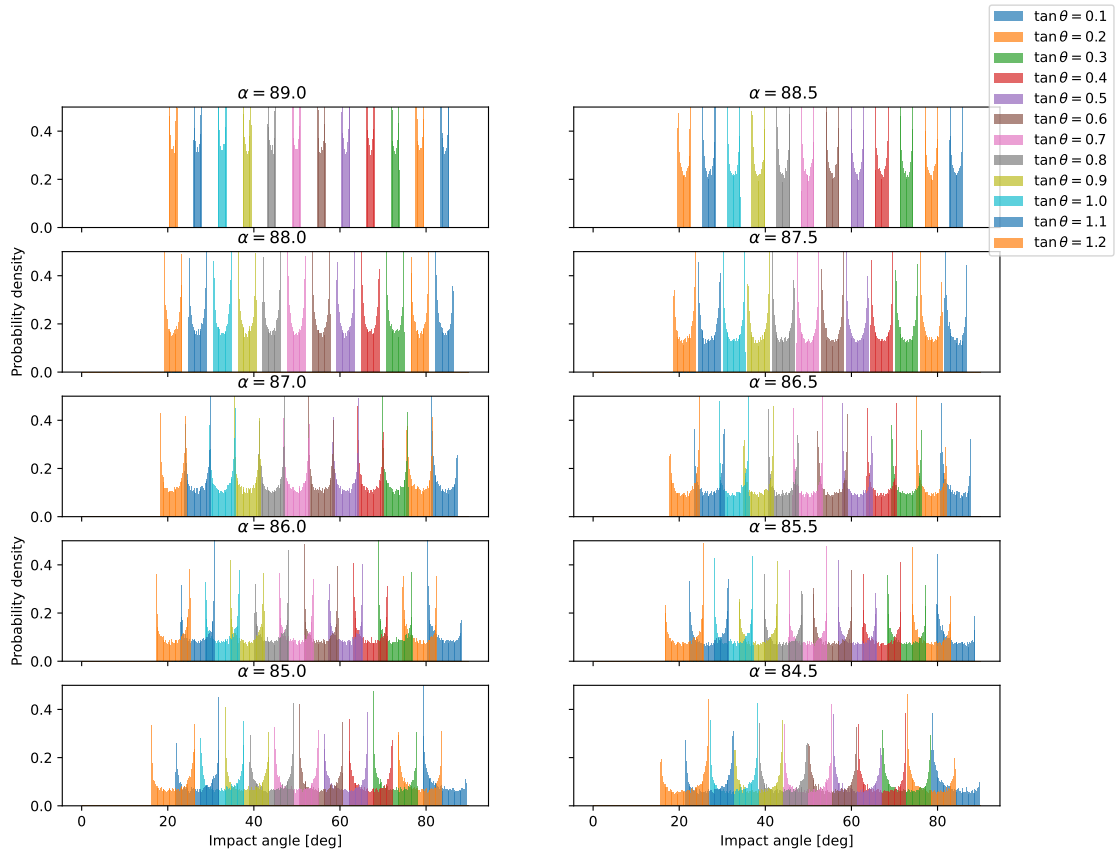 tan θ = 0.1
tan θ = 0.2
tan θ = 0.3
tan θ = 0.4
tan θ = 0.5
tan θ = 0.6
tan θ = 0.7
tan θ = 0.8
tan θ = 0.9
tan θ = 1.0
tan θ = 1.1
tan θ = 1.2
α = 89.0
0.4
0.2
0.0
α = 88.5
α = 88.0
Probability density
0.4
0.2
0.0
α = 87.5
α = 87.0
0.4
0.2
0.0
α = 86.5
α = 86.0
Probability density
0.4
0.2
0.0
α = 85.5
α = 85.0
0.4
0.2
0.0
0 20 40 60 80
Impact angle [deg]
α = 84.5
0 20 40 60 80
Impact angle [deg]